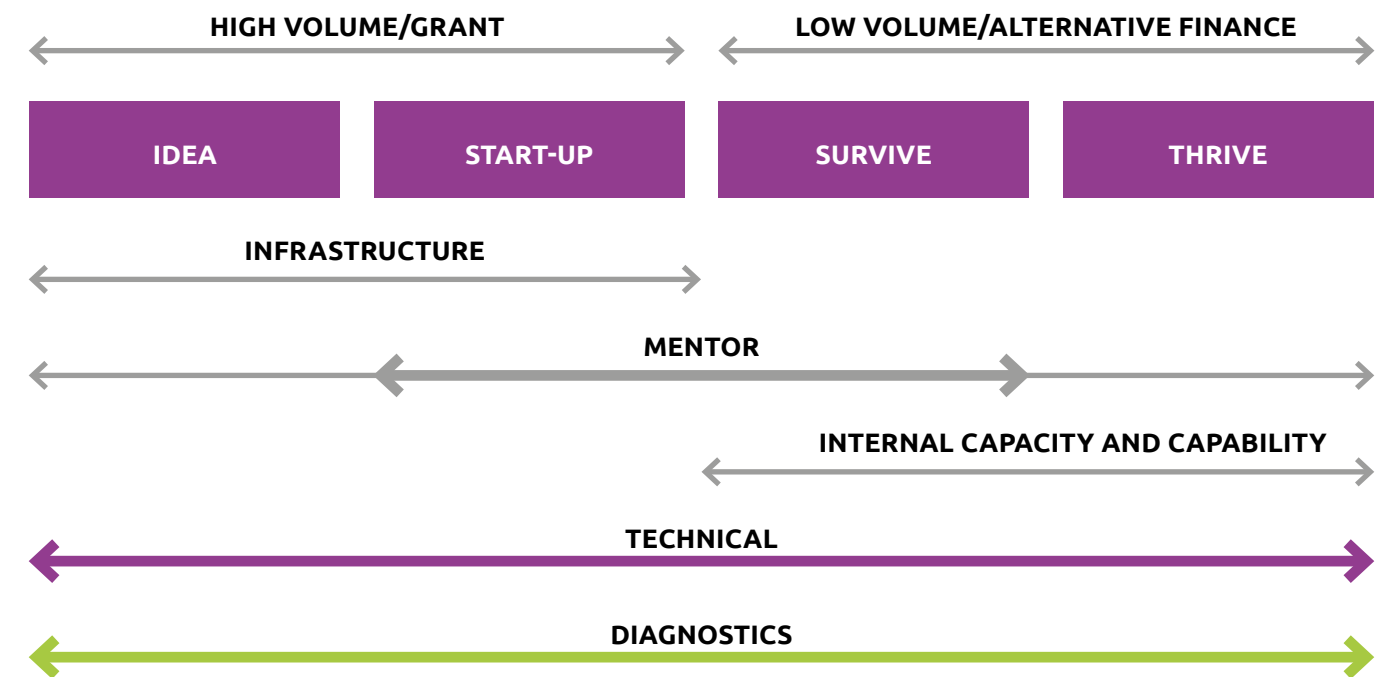 HIGH VOLUME/GRANT
LOW VOLUME/ALTERNATIVE FINANCE
IDEA
START-UP
SURVIVE
THRIVE
INFRASTRUCTURE
MENTOR
INTERNAL CAPACITY AND CAPABILITY
TECHNICAL
DIAGNOSTICS